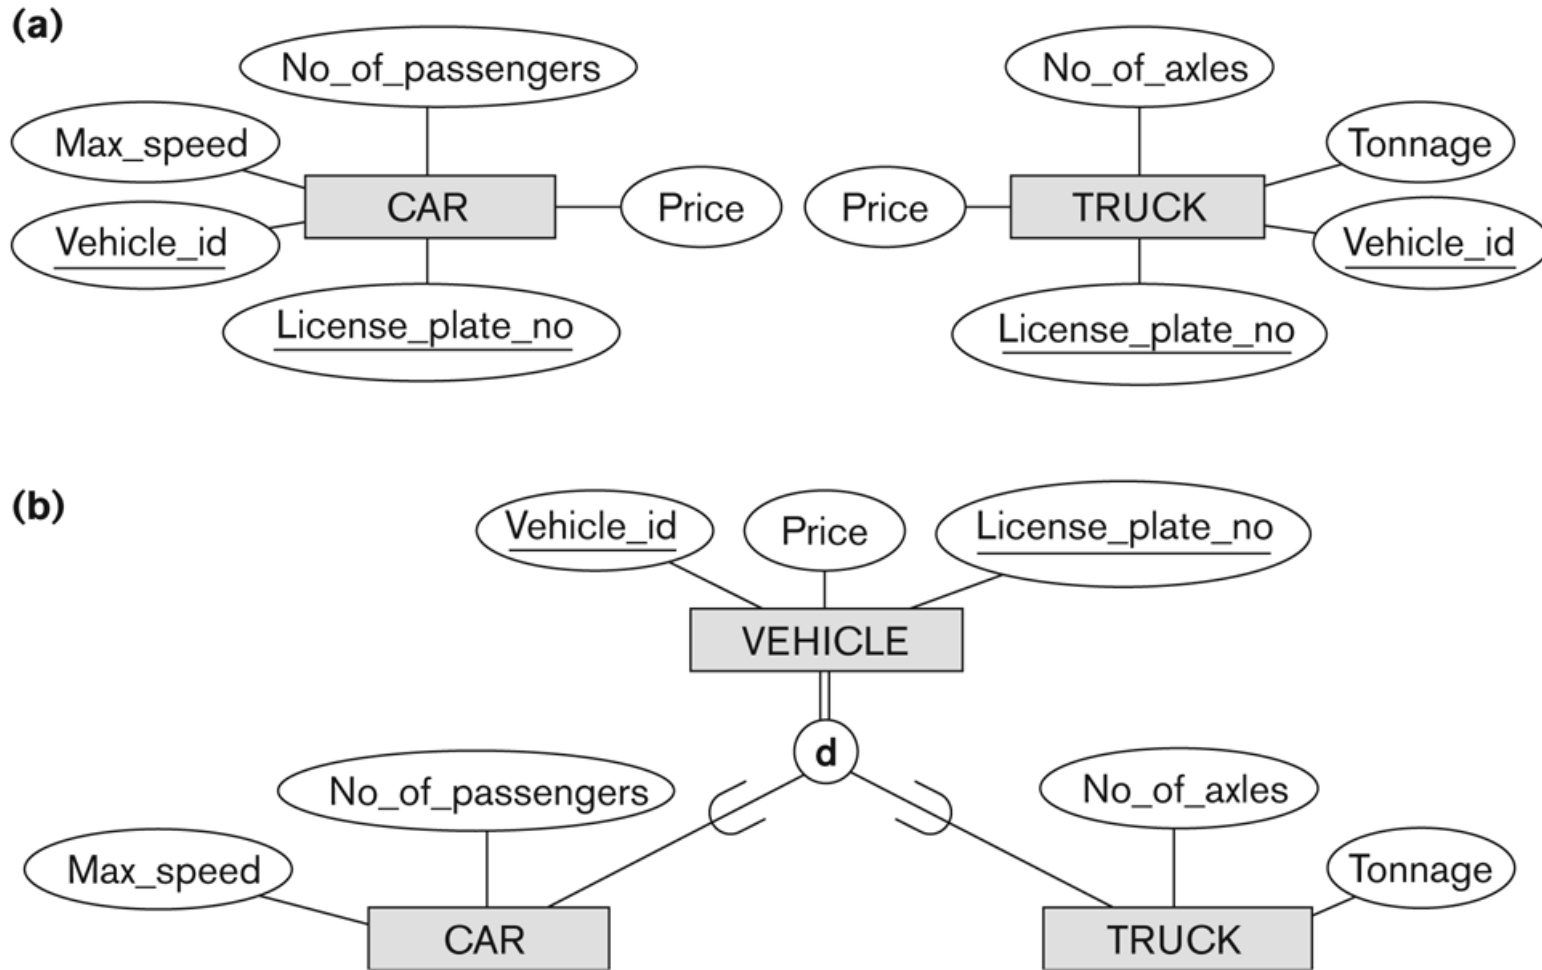 (a)
No_of_passengers
No_of_axles
Max_speed
Tonnage
CAR
Price
Price
TRUCK
Vehicle_id
Vehicle_id
License_plate_no
License_plate_no
(b)
Vehicle_id
Price
License_plate_no
VEHICLE
d
No_of_passengers
No_of_axles
Max_speed
Tonnage
CAR
TRUCK